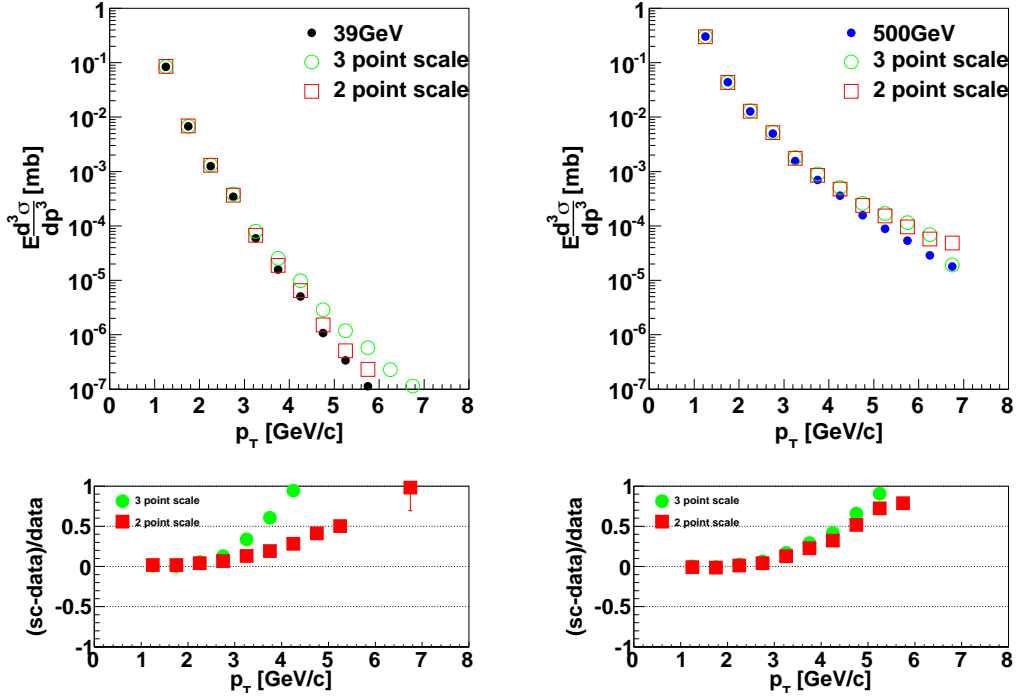 1
10^-1
10^-2
10^-3
10^-4
10^-5
10^-6
10^-7
E d^3σ/dp^3 [mb]
39GeV
3 point scale
2 point scale
0 1 2 3 4 5 6 7 8
p_T [GeV/c]
1
10^-1
10^-2
10^-3
10^-4
10^-5
10^-6
10^-7
E d^3σ/dp^3 [mb]
500GeV
3 point scale
2 point scale
0 1 2 3 4 5 6 7 8
p_T [GeV/c]
1
0.5
0
-0.5
-1
(sc-data)/data
3 point scale
2 point scale
0 1 2 3 4 5 6 7 8
p_T [GeV/c]
1
0.5
0
-0.5
-1
(sc-data)/data
3 point scale
2 point scale
0 1 2 3 4 5 6 7 8
p_T [GeV/c]